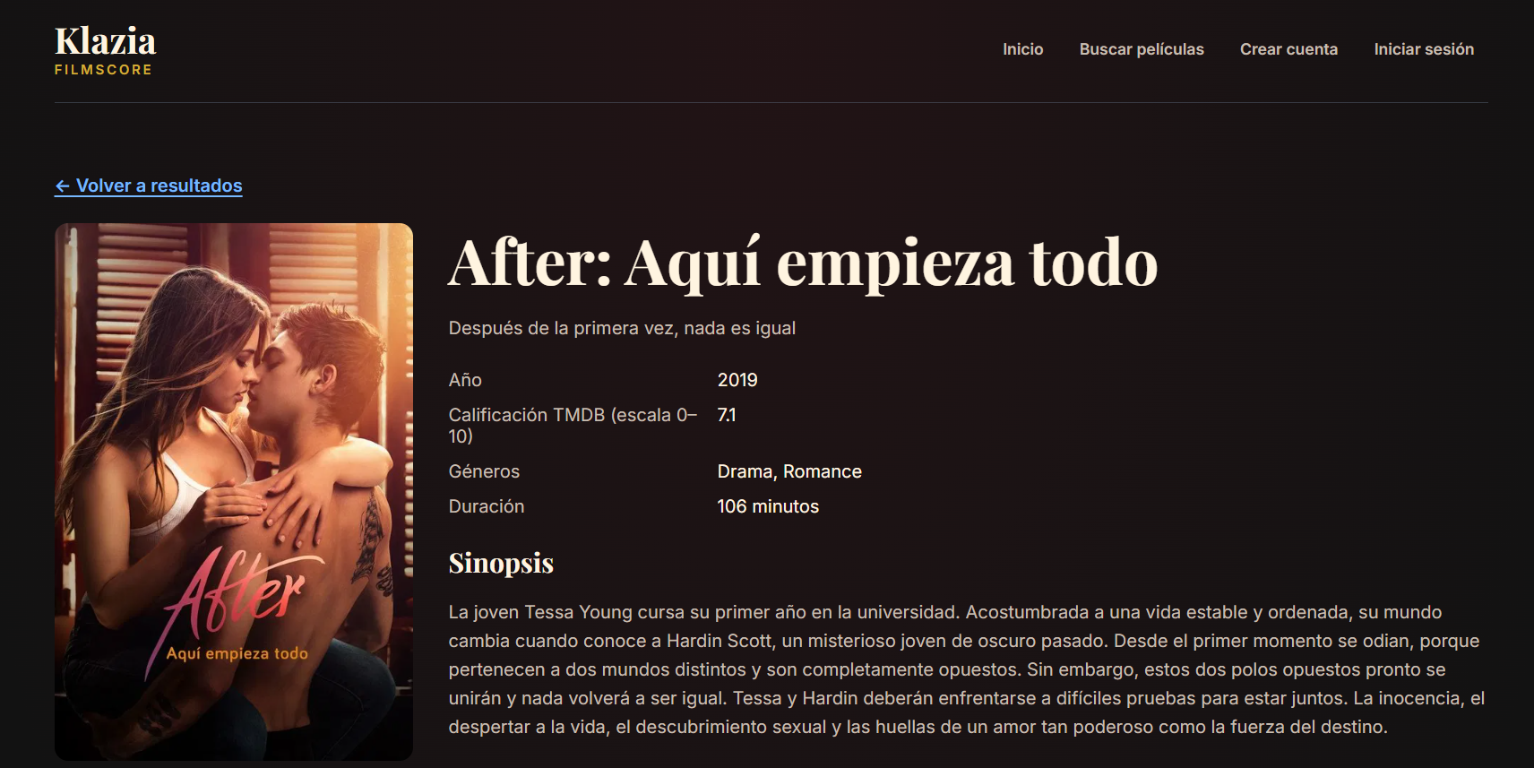 Klazia
FILMSCORE
Inicio
Buscar películas
Crear cuenta
Iniciar sesión
← Volver a resultados
After
Aquí empieza todo
After: Aquí empieza todo
Después de la primera vez, nada es igual
Año 2019
Calificación TMDB (escala 0– 7.1
10)
Géneros Drama, Romance
Duración 106 minutos
Sinopsis
La joven Tessa Young cursa su primer año en la universidad. Acostumbrada a una vida estable y ordenada, su mundo
cambia cuando conoce a Hardin Scott, un misterioso joven de oscuro pasado. Desde el primer momento se odian, porque
pertenecen a dos mundos distintos y son completamente opuestos. Sin embargo, estos dos polos opuestos pronto se
unirán y nada volverá a ser igual. Tessa y Hardin deberán enfrentarse a difíciles pruebas para estar juntos. La inocencia, el
despertar a la vida, el descubrimiento sexual y las huellas de un amor tan poderoso como la fuerza del destino.